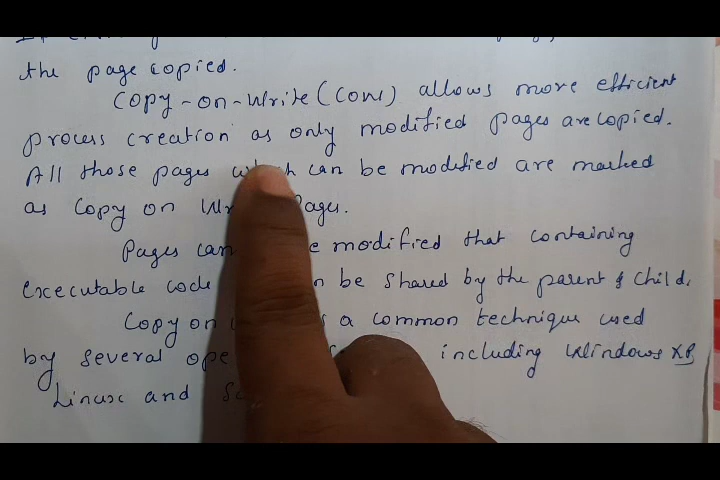 the page copied.
Copy-on-Write (COW) allows more efficient
process creation as only modified pages are copied.
All those pages which can be modified are marked
as Copy on Pages.
Pages can modified that containing
executable code be shared by the parent & child.
Copy on a common technique used
by several including Windows XP
Linux and